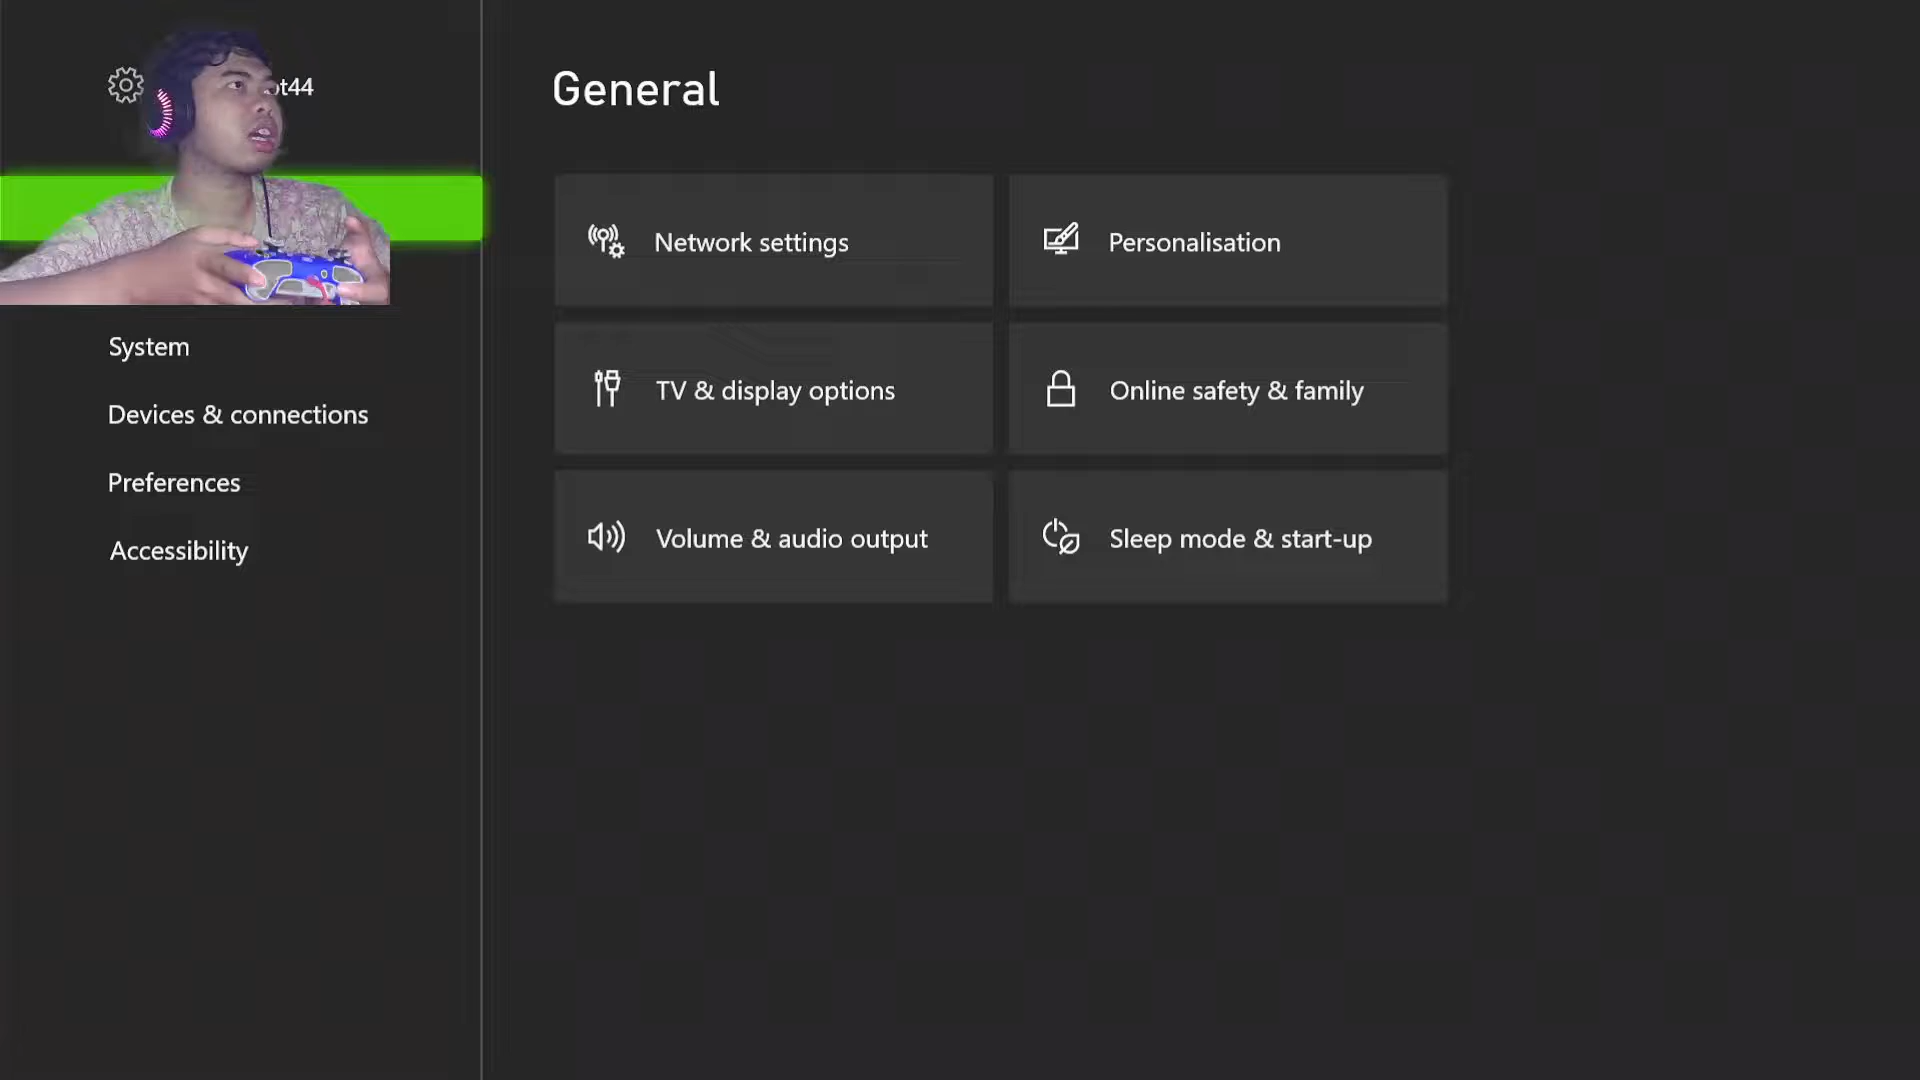 ot44
General
Network settings
Personalisation
TV & display options
Online safety & family
Volume & audio output
Sleep mode & start-up
System
Devices & connections
Preferences
Accessibility